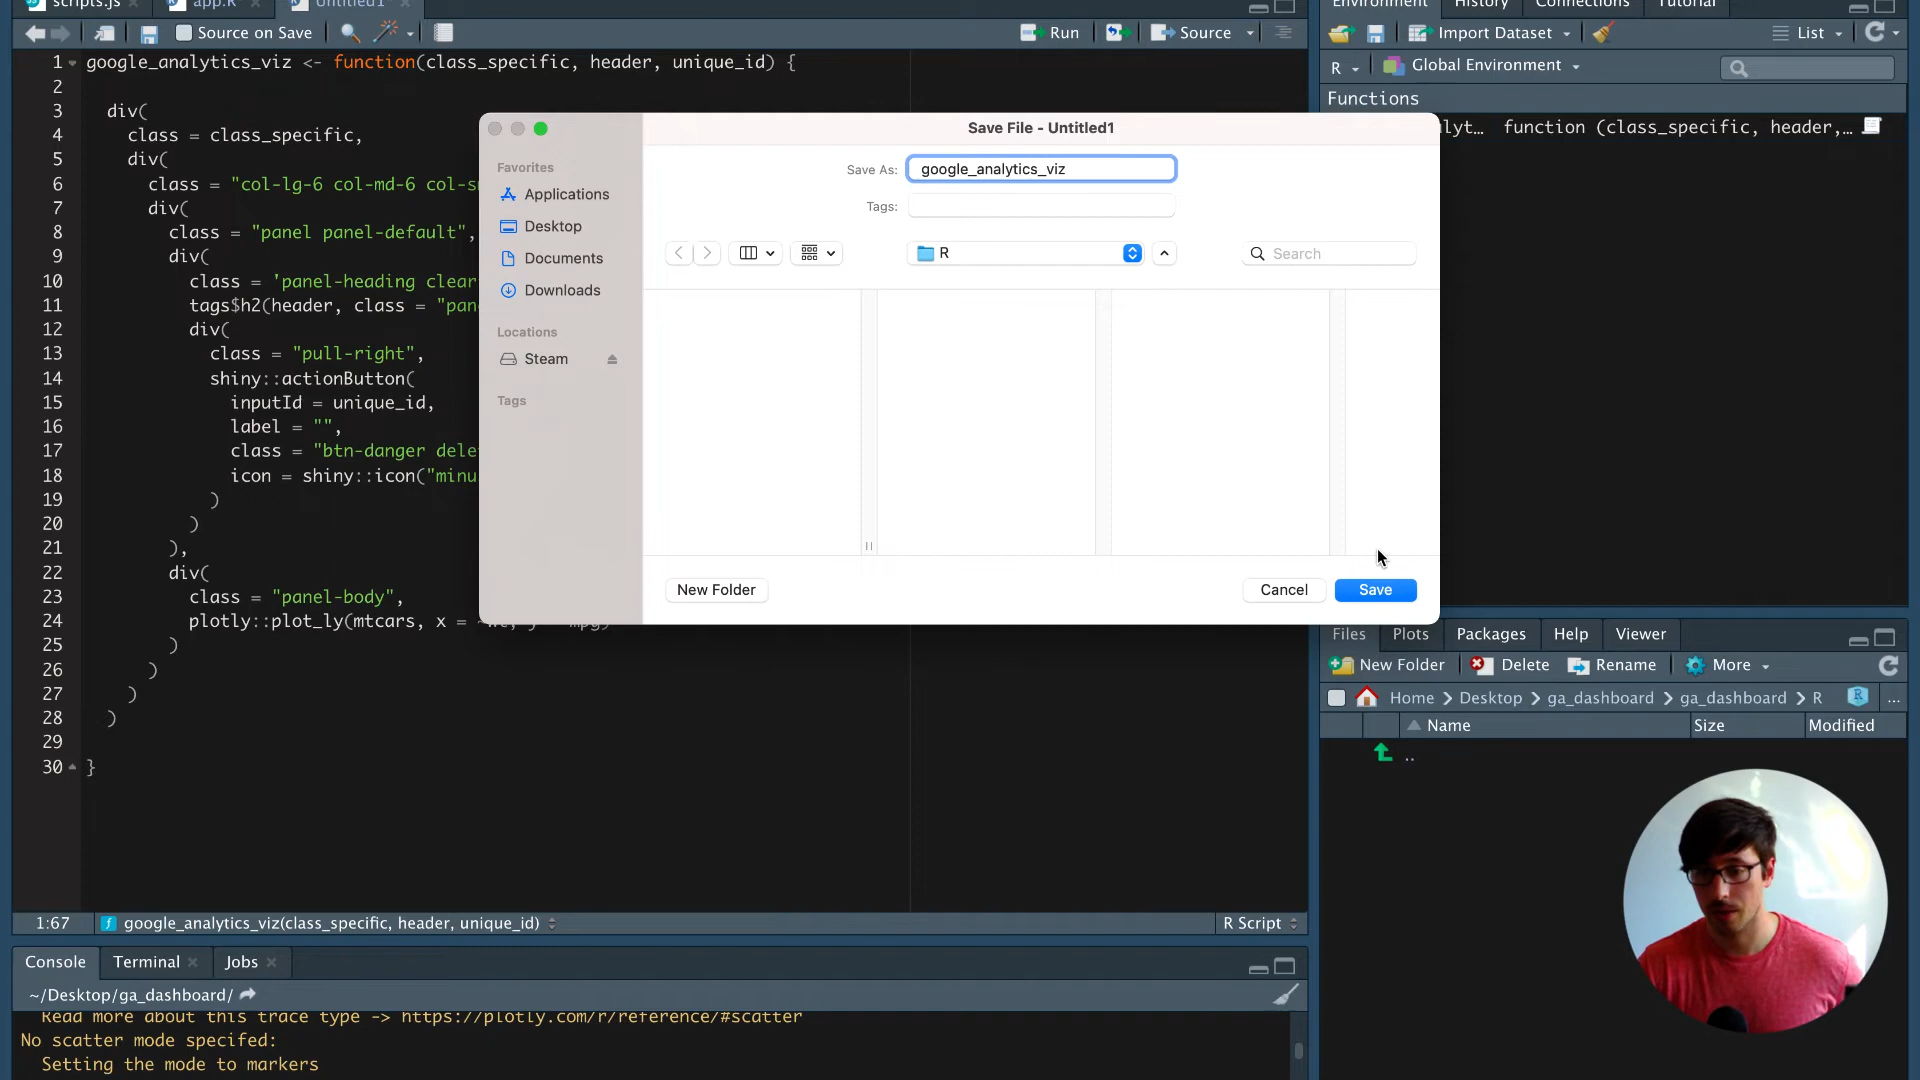 scripts.js
app.R
Untitled1
Source on Save
Run
Source
1 google_analytics_viz <- function(class_specific, header, unique_id) {
2
3 div(
4 class = class_specific,
5 div(
6 class = "col-lg-6 col-md-6 col-sm
7 div(
8 class = "panel panel-default",
9 div(
10 class = 'panel-heading clear
11 tags$h2(header, class = "pan
12 div(
13 class = "pull-right",
14 shiny::actionButton(
15 inputId = unique_id,
16 label = "",
17 class = "btn-danger dele
18 icon = shiny::icon("minu
19 )
20 )
21 ),
22 div(
23 class = "panel-body",
24 plotly::plot_ly(mtcars, x =
25 )
26 )
27 )
28 )
29
30 }
1:67
google_analytics_viz(class_specific, header, unique_id)
R Script
Console
Terminal
Jobs
~/Desktop/ga_dashboard/
Read more about this trace type -> https://plotly.com/r/reference/#scatter
No scatter mode specifed:
Setting the mode to markers
Save File - Untitled1
Save As: google_analytics_viz
Tags:
R
Search
Favorites
Applications
Desktop
Documents
Downloads
Locations
Steam
Tags
New Folder
Cancel
Save
Environment
History
Connections
Tutorial
Import Dataset
List
R
Global Environment
Functions
lyt… function (class_specific, header,…
Files
Plots
Packages
Help
Viewer
New Folder
Delete
Rename
More
Home
Desktop
ga_dashboard
ga_dashboard
R
...
Name
Size
Modified
..